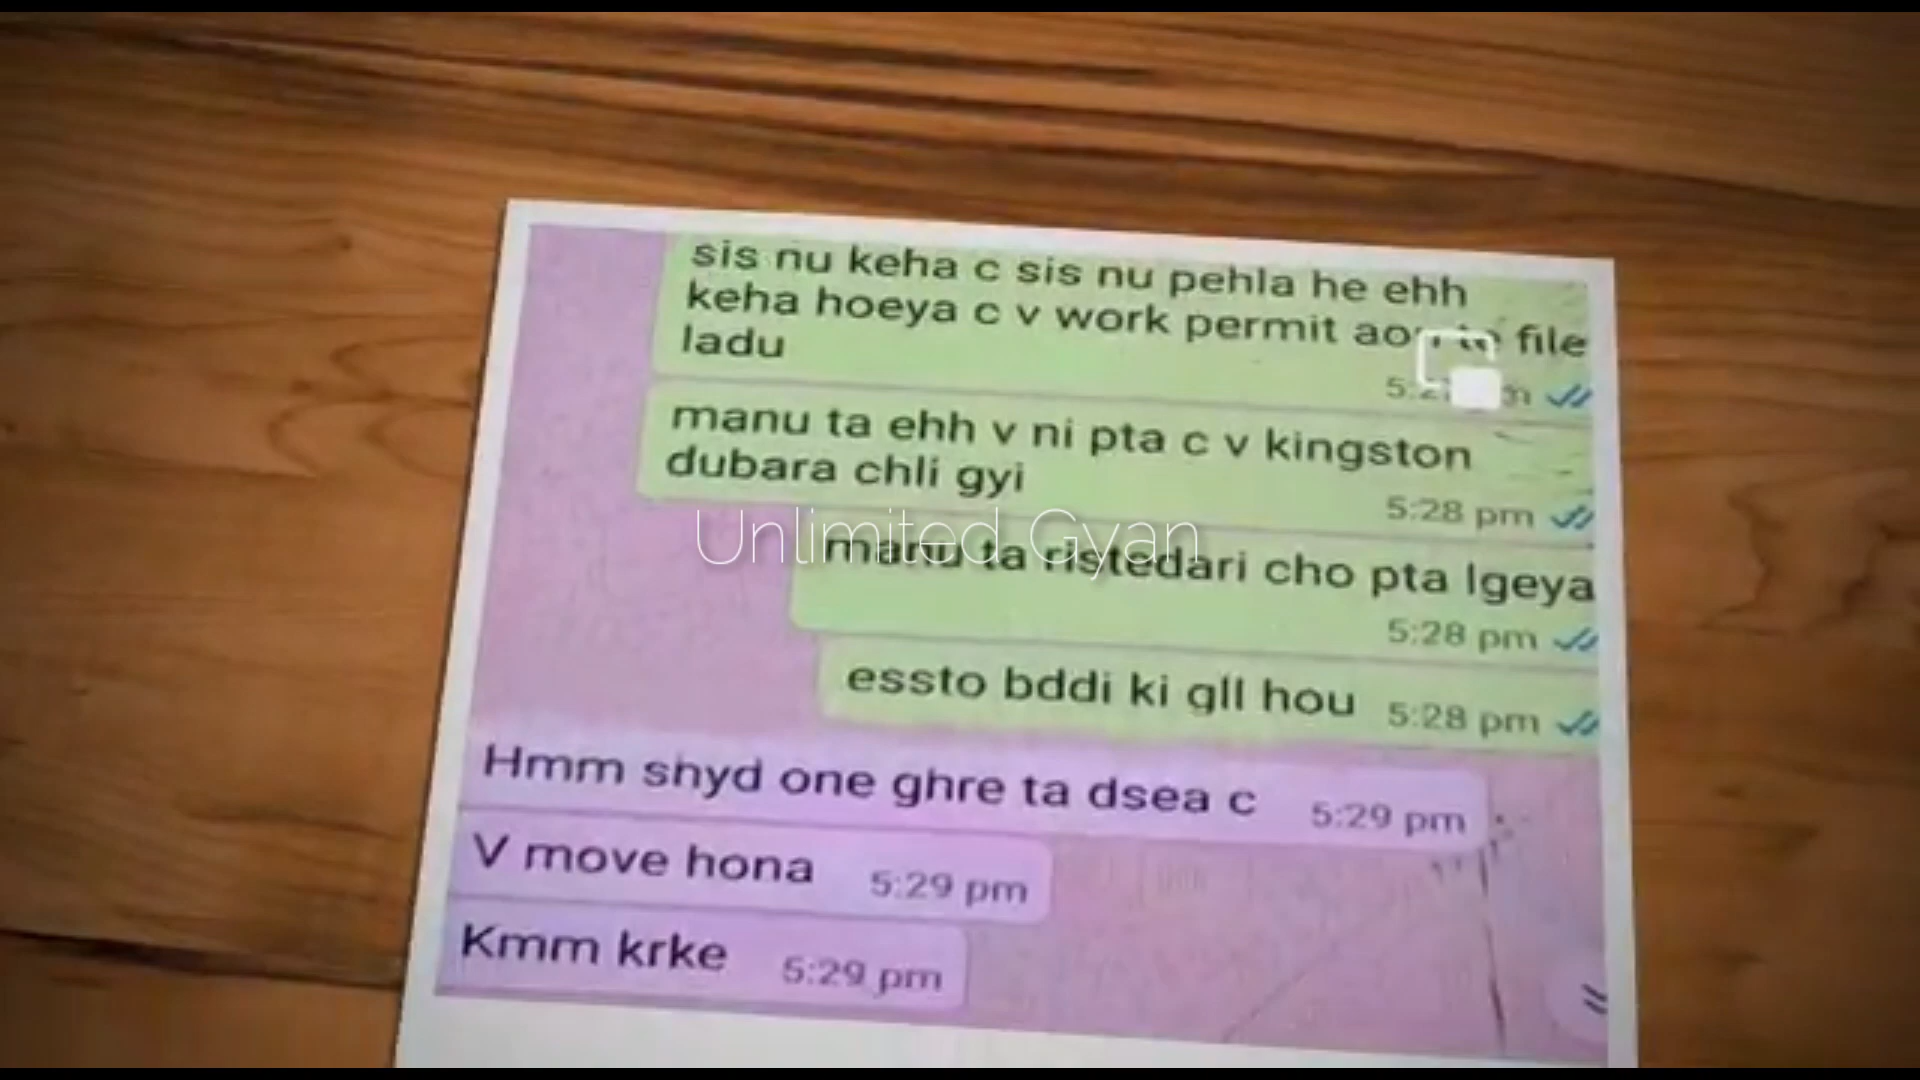 sis nu keha c sis nu pehla he ehh
keha hoeya c v work permit file
ladu
manu ta ehh v ni pta c v kingston
dubara chli gyi
5:28 pm
Unlimited Gyan
manu ta ristedari cho pta lgeya
5:28 pm
essto bddi ki gll hou 5:28 pm
Hmm shyd one ghre ta dsea c 5:29 pm
V move hona 5:29 pm
Kmm krke 5:29 pm